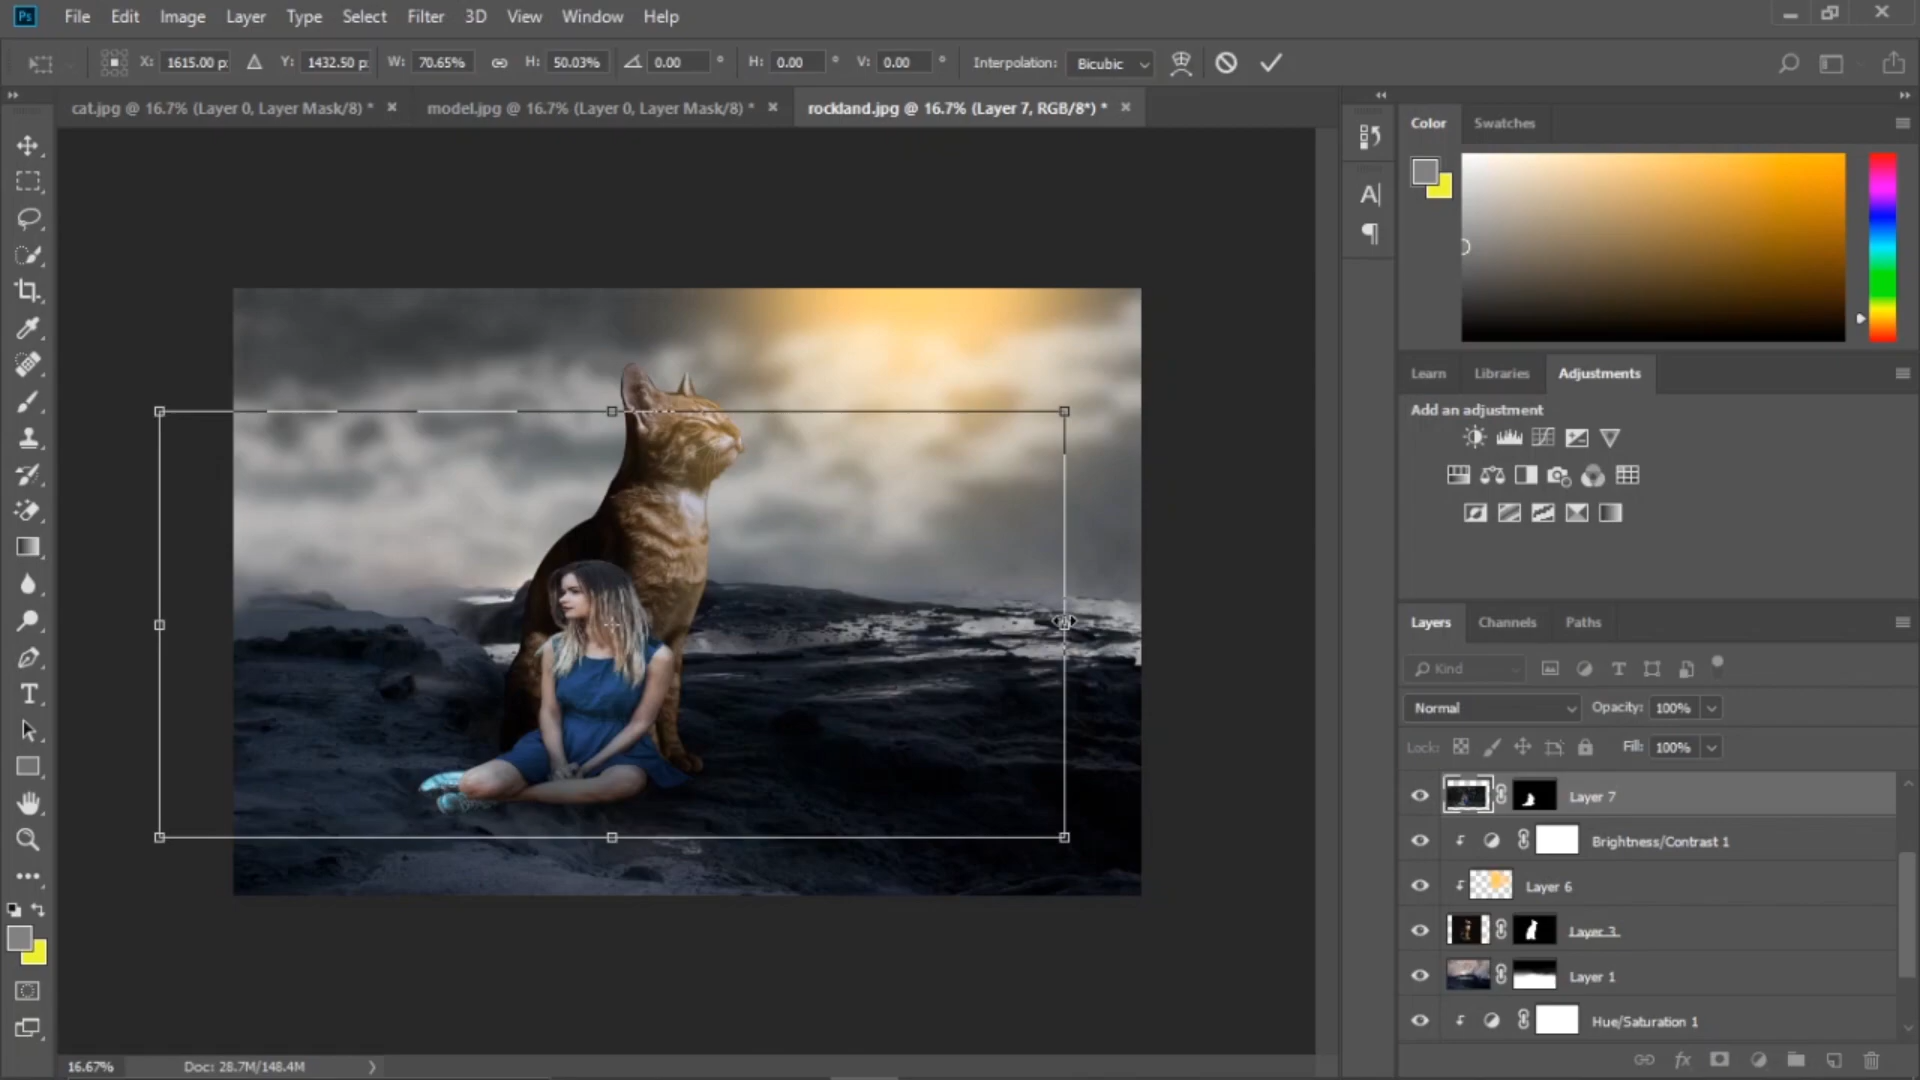 Ps File Edit Image Layer Type Select Filter 3D View Window Help
X: 1615.00 p: Y: 1432.50 p: W: 70.65% H: 50.03% 0.00 ° H: 0.00 ° V: 0.00 ° Interpolation: Bicubic
cat.jpg @ 16.7% (Layer 0, Layer Mask/8) * × model.jpg @ 16.7% (Layer 0, Layer Mask/8) * × rockland.jpg @ 16.7% (Layer 7, RGB/8*) * ×
Color Swatches
Learn Libraries Adjustments
Add an adjustment
Layers Channels Paths
Kind
Normal Opacity: 100%
Lock: Fill: 100%
Layer 7
Brightness/Contrast 1
Layer 6
Layer 3
Layer 1
Hue/Saturation 1
16.67% Doc: 28.7M/148.4M